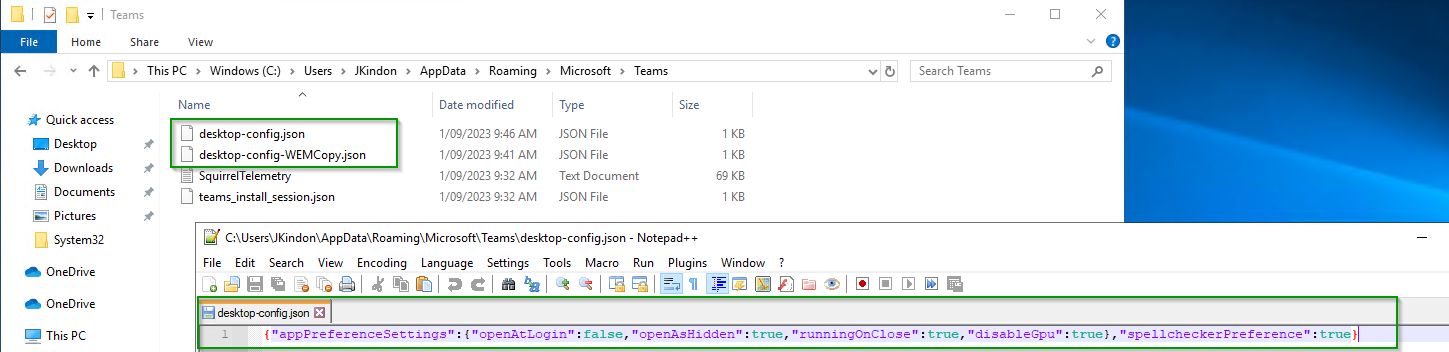 Teams
File Home Share View
This PC Windows (C:) Users JKindon AppData Roaming Microsoft Teams
Search Teams
Name Date modified Type Size
Quick access
Desktop
Downloads
Documents
Pictures
System32
OneDrive
OneDrive
This PC
desktop-config.json 1/09/2023 9:46 AM JSON File 1 KB
desktop-config-WEMCopy.json 1/09/2023 9:41 AM JSON File 1 KB
SquirrelTelemetry 1/09/2023 9:32 AM Text Document 69 KB
teams_install_session.json 1/09/2023 9:32 AM JSON File 1 KB
C:\Users\JKindon\AppData\Roaming\Microsoft\Teams\desktop-config.json - Notepad++
File Edit Search View Encoding Language Settings Tools Macro Run Plugins Window ?
desktop-config.json
1 {"appPreferenceSettings":{"openAtLogin":false,"openAsHidden":true,"runningOnClose":true,"disableGpu":true},"spellcheckerPreference":true}